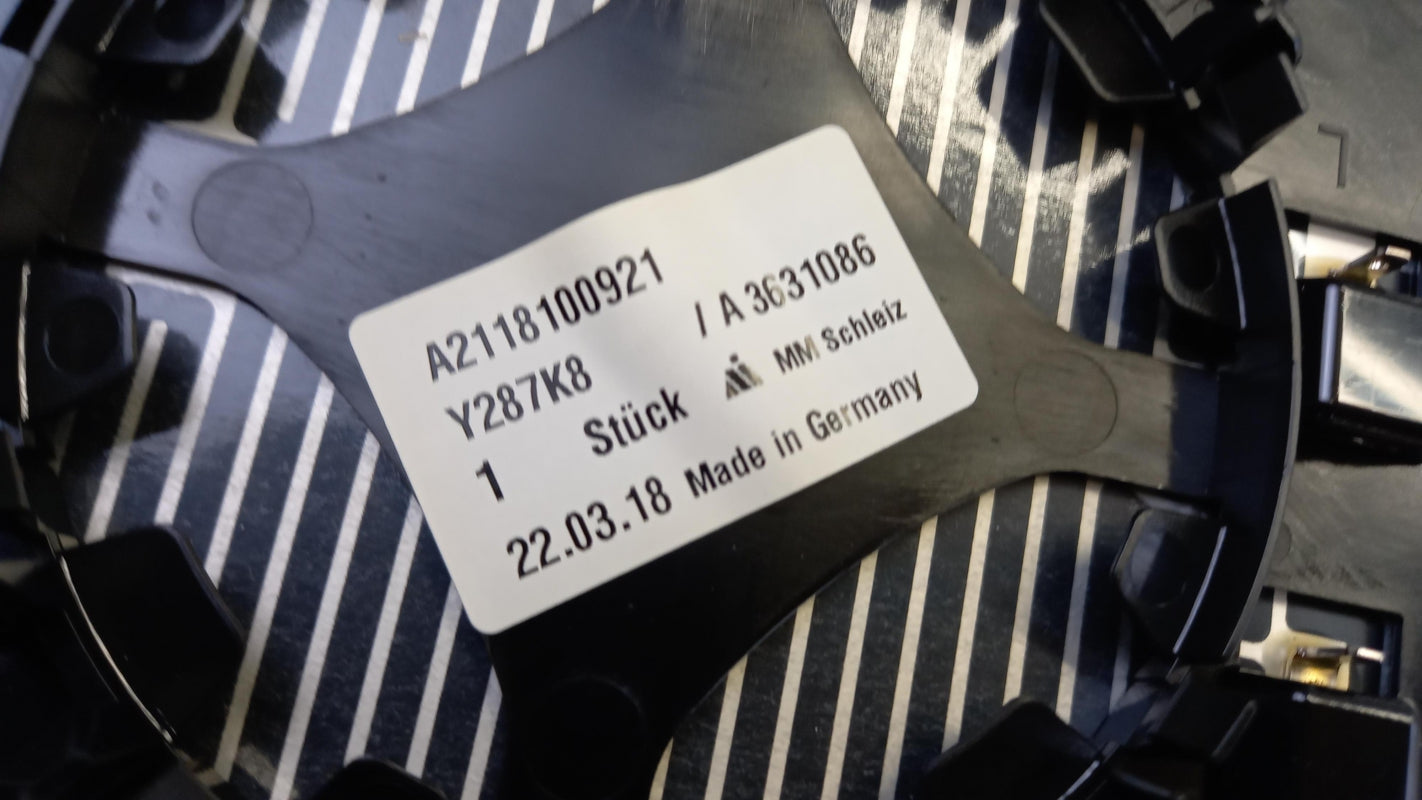 A2118100921
Y287K8 / A 3631086
1 Stück MM Schleiz
22.03.18 Made in Germany